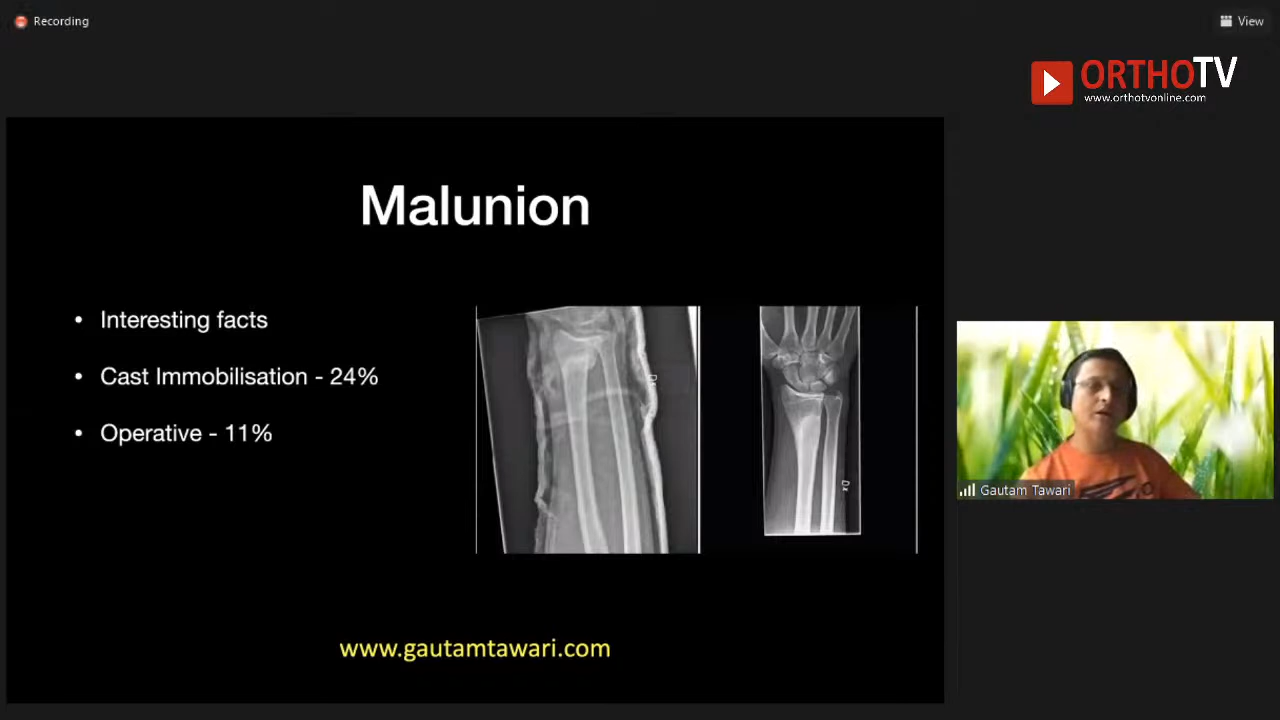 Recording
View
ORTHOTV
www.orthotvonline.com
Malunion
• Interesting facts
• Cast Immobilisation - 24%
• Operative - 11%
Dx
Gautam Tawari
www.gautamtawari.com